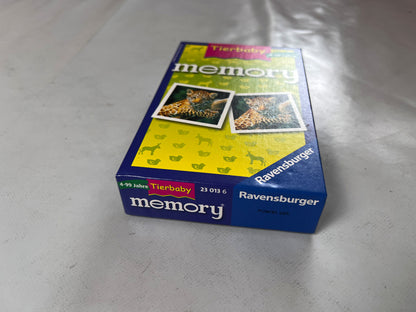 Tierbaby
memory
Ravensburger
4-99 Jahre
Tierbaby
23 013 6
memory
Ravensburger